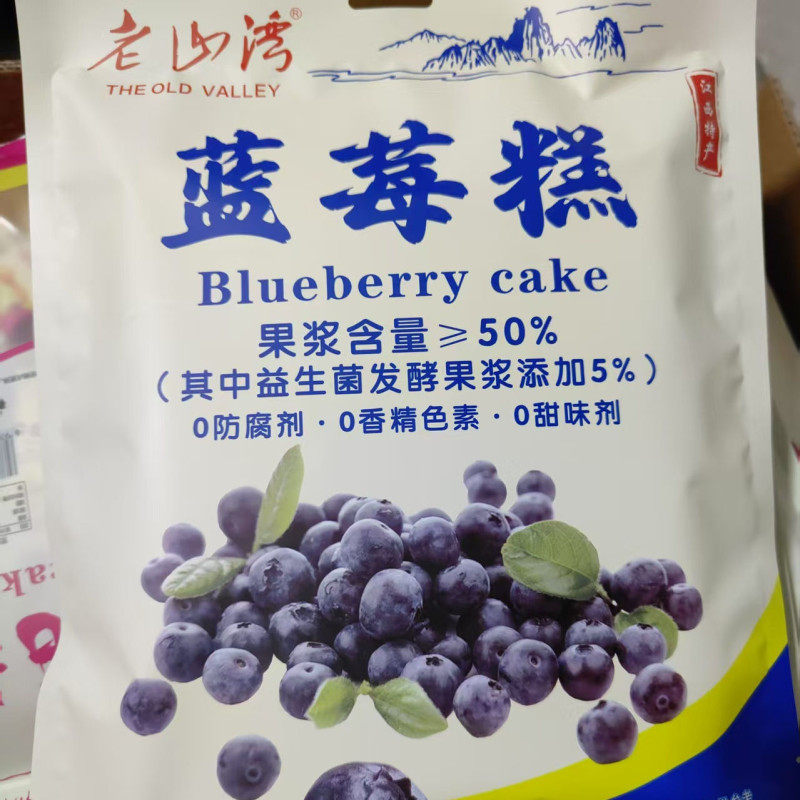 老山湾®
THE OLD VALLEY
江西特产
蓝莓糕
Blueberry cake
果浆含量≥50%
（其中益生菌发酵果浆添加5%）
0防腐剂·0香精色素·0甜味剂